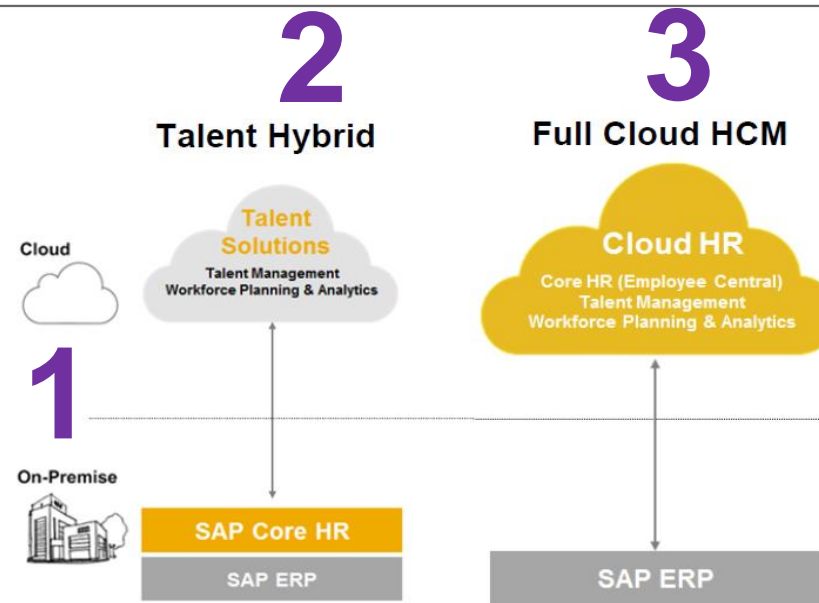 2
3
Talent Hybrid
Full Cloud HCM
Cloud
Talent
Solutions
Talent Management
Workforce Planning & Analytics
Cloud HR
Core HR (Employee Central)
Talent Management
Workforce Planning & Analytics
1
On-Premise
SAP Core HR
SAP ERP
SAP ERP